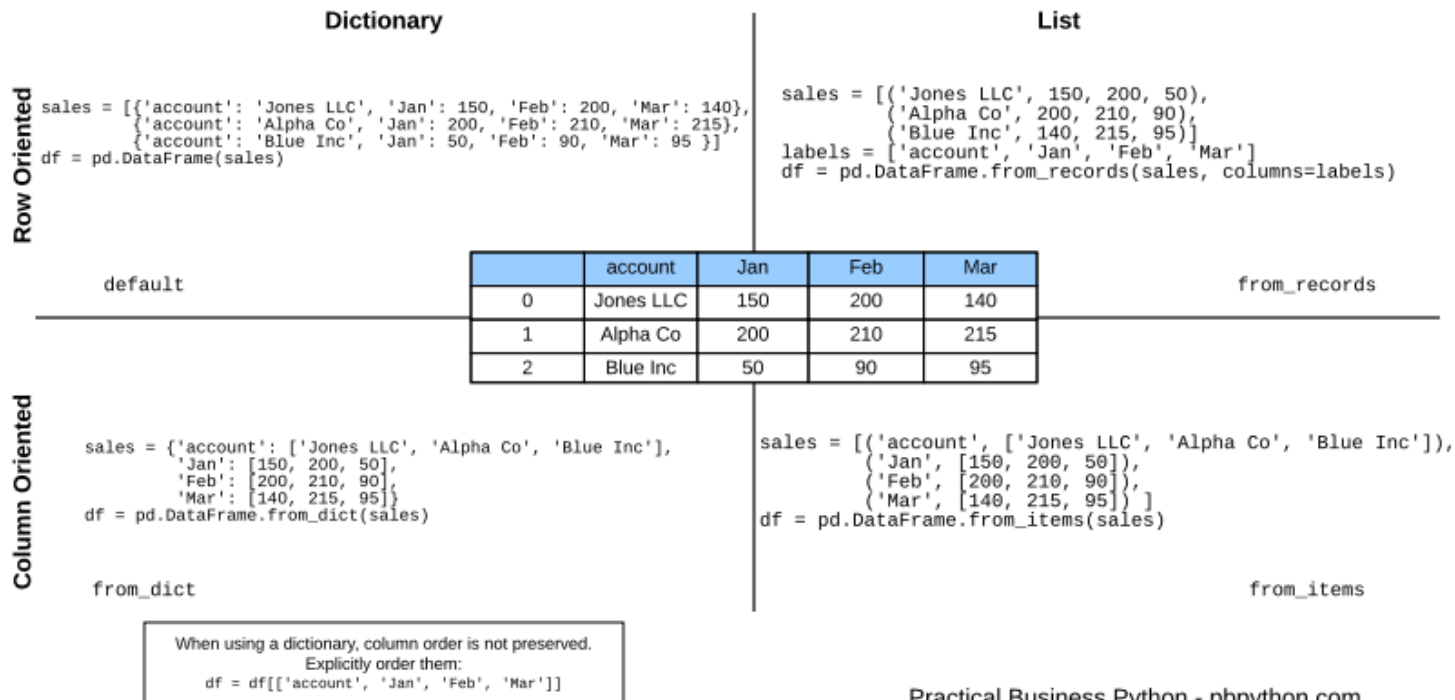 Dictionary
List
Row Oriented
sales = [{'account': 'Jones LLC', 'Jan': 150, 'Feb': 200, 'Mar': 140},
{'account': 'Alpha Co', 'Jan': 200, 'Feb': 210, 'Mar': 215},
{'account': 'Blue Inc', 'Jan': 50, 'Feb': 90, 'Mar': 95 }]
df = pd.DataFrame(sales)
default
sales = [('Jones LLC', 150, 200, 50),
('Alpha Co', 200, 210, 90),
('Blue Inc', 140, 215, 95)]
labels = ['account', 'Jan', 'Feb', 'Mar']
df = pd.DataFrame.from_records(sales, columns=labels)
from_records
account Jan Feb Mar
0 Jones LLC 150 200 140
1 Alpha Co 200 210 215
2 Blue Inc 50 90 95
Column Oriented
sales = {'account': ['Jones LLC', 'Alpha Co', 'Blue Inc'],
'Jan': [150, 200, 50],
'Feb': [200, 210, 90],
'Mar': [140, 215, 95]}
df = pd.DataFrame.from_dict(sales)
from_dict
sales = [('account', ['Jones LLC', 'Alpha Co', 'Blue Inc']),
('Jan', [150, 200, 50]),
('Feb', [200, 210, 90]),
('Mar', [140, 215, 95]) ]
df = pd.DataFrame.from_items(sales)
from_items
When using a dictionary, column order is not preserved.
Explicitly order them:
df = df[['account', 'Jan', 'Feb', 'Mar']]
Practical Business Python - pbpython.com